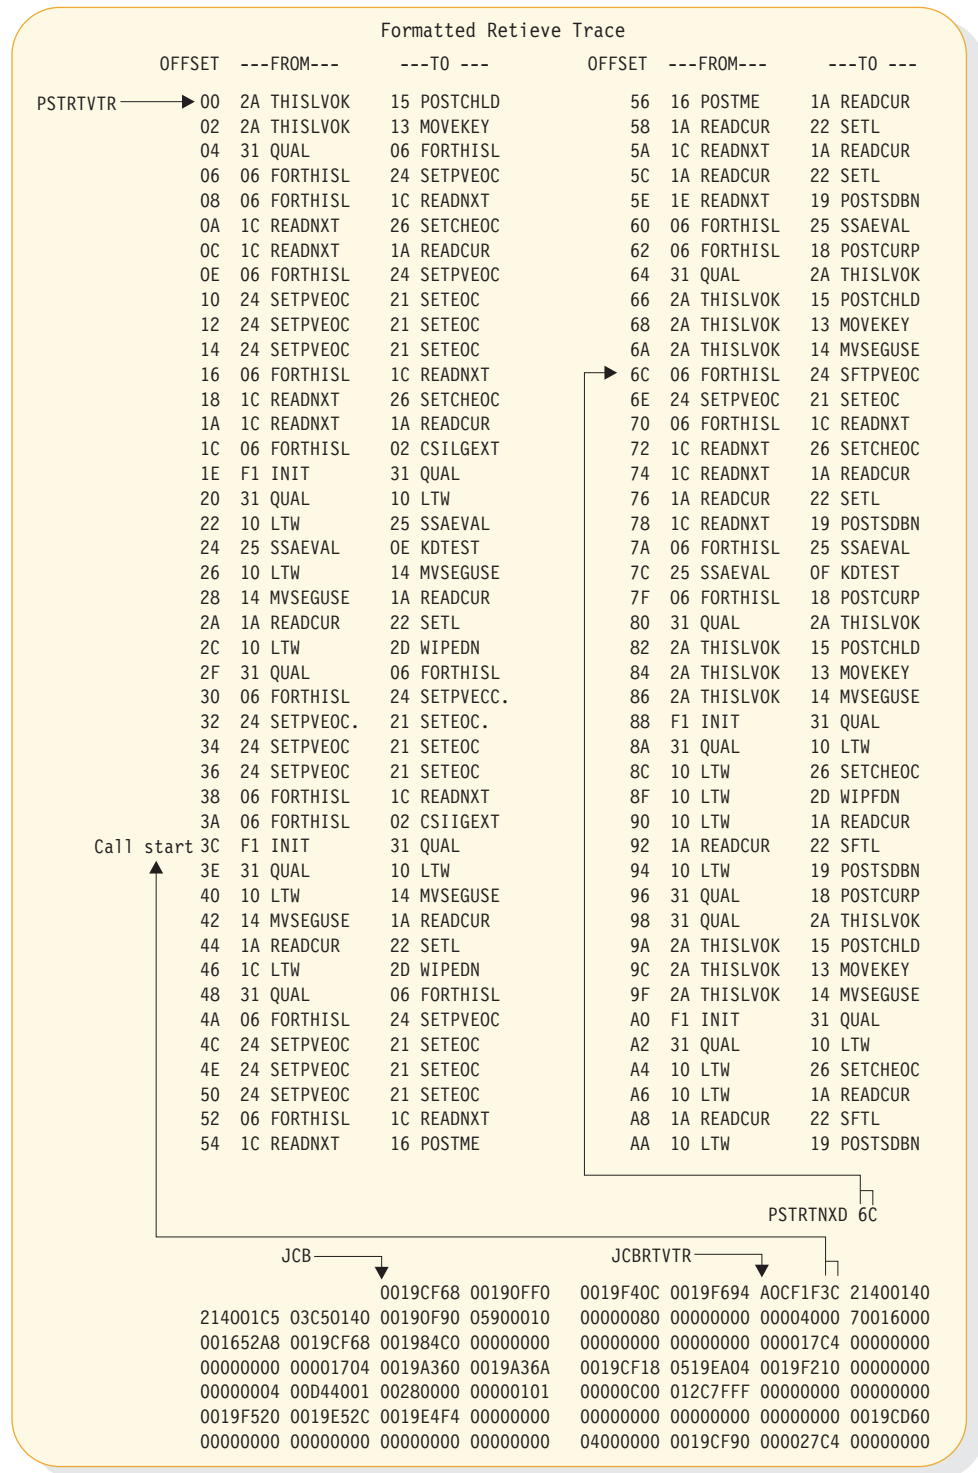 Formatted Retieve Trace
OFFSET ---FROM--- ---TO --- OFFSET ---FROM--- ---TO ---
PSTRTVTR 00 2A THISLVOK 15 POSTCHLD 56 16 POSTME 1A READCUR
02 2A THISLVOK 13 MOVEKEY 58 1A READCUR 22 SETL
04 31 QUAL 06 FORTHISL 5A 1C READNXT 1A READCUR
06 06 FORTHISL 24 SETPVEOC 5C 1A READCUR 22 SETL
08 06 FORTHISL 1C READNXT 5E 1E READNXT 19 POSTSDBN
0A 1C READNXT 26 SETCHEOC 60 06 FORTHISL 25 SSAEVAL
0C 1C READNXT 1A READCUR 62 06 FORTHISL 18 POSTCURP
0E 06 FORTHISL 24 SETPVEOC 64 31 QUAL 2A THISLVOK
10 24 SETPVEOC 21 SETEOC 66 2A THISLVOK 15 POSTCHLD
12 24 SETPVEOC 21 SETEOC 68 2A THISLVOK 13 MOVEKEY
14 24 SETPVEOC 21 SETEOC 6A 2A THISLVOK 14 MVSEGUSE
16 06 FORTHISL 1C READNXT 6C 06 FORTHISL 24 SFTPVEOC
18 1C READNXT 26 SETCHEOC 6E 24 SETPVEOC 21 SETEOC
1A 1C READNXT 1A READCUR 70 06 FORTHISL 1C READNXT
1C 06 FORTHISL 02 CSILGEXT 72 1C READNXT 26 SETCHEOC
1E F1 INIT 31 QUAL 74 1C READNXT 1A READCUR
20 31 QUAL 10 LTW 76 1A READCUR 22 SETL
22 10 LTW 25 SSAEVAL 78 1C READNXT 19 POSTSDBN
24 25 SSAEVAL 0E KDTEST 7A 06 FORTHISL 25 SSAEVAL
26 10 LTW 14 MVSEGUSE 7C 25 SSAEVAL 0F KDTEST
28 14 MVSEGUSE 1A READCUR 7F 06 FORTHISL 18 POSTCURP
2A 1A READCUR 22 SETL 80 31 QUAL 2A THISLVOK
2C 10 LTW 2D WIPEDN 82 2A THISLVOK 15 POSTCHLD
2F 31 QUAL 06 FORTHISL 84 2A THISLVOK 13 MOVEKEY
30 06 FORTHISL 24 SETPVECC. 86 2A THISLVOK 14 MVSEGUSE
32 24 SETPVEOC. 21 SETEOC. 88 F1 INIT 31 QUAL
34 24 SETPVEOC 21 SETEOC 8A 31 QUAL 10 LTW
36 24 SETPVEOC 21 SETEOC 8C 10 LTW 26 SETCHEOC
38 06 FORTHISL 1C READNXT 8F 10 LTW 2D WIPFDN
3A 06 FORTHISL 02 CSIIGEXT 90 10 LTW 1A READCUR
Call start 3C F1 INIT 31 QUAL 92 1A READCUR 22 SFTL
3E 31 QUAL 10 LTW 94 10 LTW 19 POSTSDBN
40 10 LTW 14 MVSEGUSE 96 31 QUAL 18 POSTCURP
42 14 MVSEGUSE 1A READCUR 98 31 QUAL 2A THISLVOK
44 1A READCUR 22 SETL 9A 2A THISLVOK 15 POSTCHLD
46 1C LTW 2D WIPEDN 9C 2A THISLVOK 13 MOVEKEY
48 31 QUAL 06 FORTHISL 9F 2A THISLVOK 14 MVSEGUSE
4A 06 FORTHISL 24 SETPVEOC A0 F1 INIT 31 QUAL
4C 24 SETPVEOC 21 SETEOC A2 31 QUAL 10 LTW
4E 24 SETPVEOC 21 SETEOC A4 10 LTW 26 SETCHEOC
50 24 SETPVEOC 21 SETEOC A6 10 LTW 1A READCUR
52 06 FORTHISL 1C READNXT A8 1A READCUR 22 SFTL
54 1C READNXT 16 POSTME AA 10 LTW 19 POSTSDBN
PSTRTNXD 6C
JCB JCBRTVTR
0019CF68 00190FF0 0019F40C 0019F694 A0CF1F3C 21400140
214001C5 03C50140 00190F90 05900010 00000080 00000000 00004000 70016000
001652A8 0019CF68 001984C0 00000000 00000000 00000000 000017C4 00000000
00000000 00001704 0019A360 0019A36A 0019CF18 0519EA04 0019F210 00000000
00000004 00D44001 00280000 00000101 00000C00 012C7FFF 00000000 00000000
0019F520 0019E52C 0019E4F4 00000000 00000000 00000000 00000000 0019CD60
00000000 00000000 00000000 00000000 04000000 0019CF90 000027C4 00000000